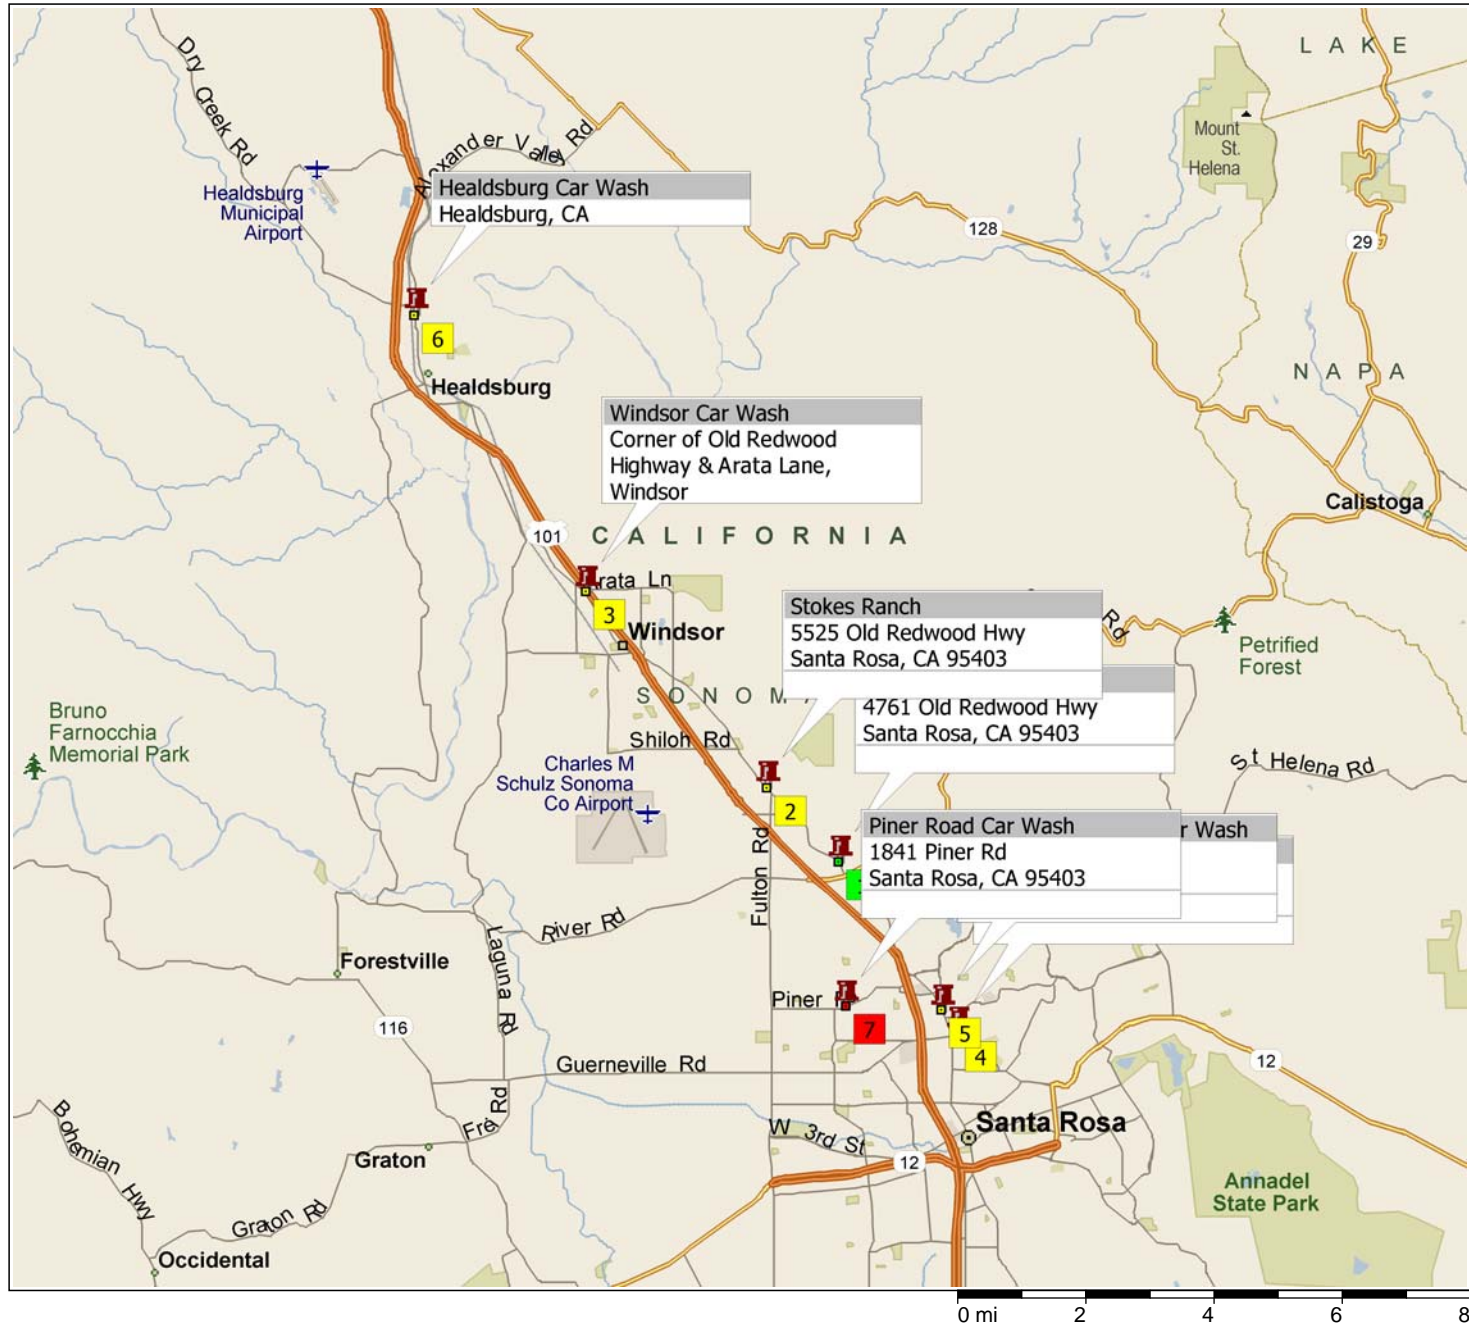 LAKE
Dry Creek Rd
Alexander Valley Rd
Mount
St.
Helena
Healdsburg
Municipal
Airport
Healdsburg Car Wash
Healdsburg, CA
128
29
6
Healdsburg
NAPA
Windsor Car Wash
Corner of Old Redwood
Highway & Arata Lane,
Windsor
Calistoga
101
CALIFORNIA
Arata Ln
3
Windsor
Stokes Ranch
5525 Old Redwood Hwy
Santa Rosa, CA 95403
Rd
Petrified
Forest
SONOMA
4761 Old Redwood Hwy
Santa Rosa, CA 95403
Bruno
Farnocchia
Memorial Park
Shiloh Rd
Charles M
Schulz Sonoma
Co Airport
St Helena Rd
2
Fulton Rd
Piner Road Car Wash
1841 Piner Rd
Santa Rosa, CA 95403
r Wash
River Rd
Laguna Rd
Forestville
Piner
7
5
4
116
Guerneville Rd
12
Bohemian Hwy
Frei Rd
W 3rd St
Santa Rosa
Graton
12
Annadel
State Park
Graton Rd
Occidental
0 mi 2 4 6 8